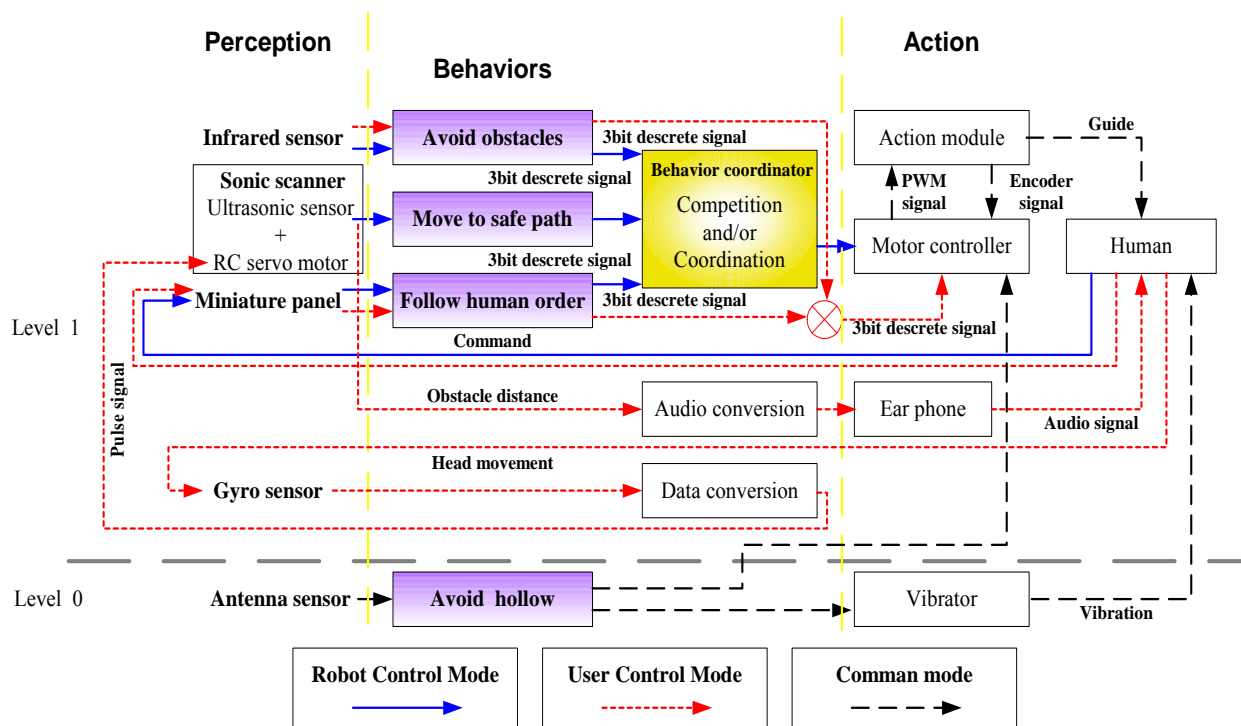 Perception
Behaviors
Action
Infrared sensor
Avoid obstacles
3bit descrete signal
Action module
Guide
Sonic scanner
Ultrasonic sensor
+
RC servo motor
3bit descrete signal
Behavior coordinator
Competition
and/or
Coordination
PWM
signal
Encoder
signal
Move to safe path
Motor controller
Human
3bit descrete signal
Miniature panel
Follow human order
3bit descrete signal
3bit descrete signal
Level 1
Command
Pulse signal
Obstacle distance
Audio conversion
Ear phone
Audio signal
Head movement
Gyro sensor
Data conversion
Level 0
Antenna sensor
Avoid hollow
Vibrator
Vibration
Robot Control Mode
User Control Mode
Comman mode